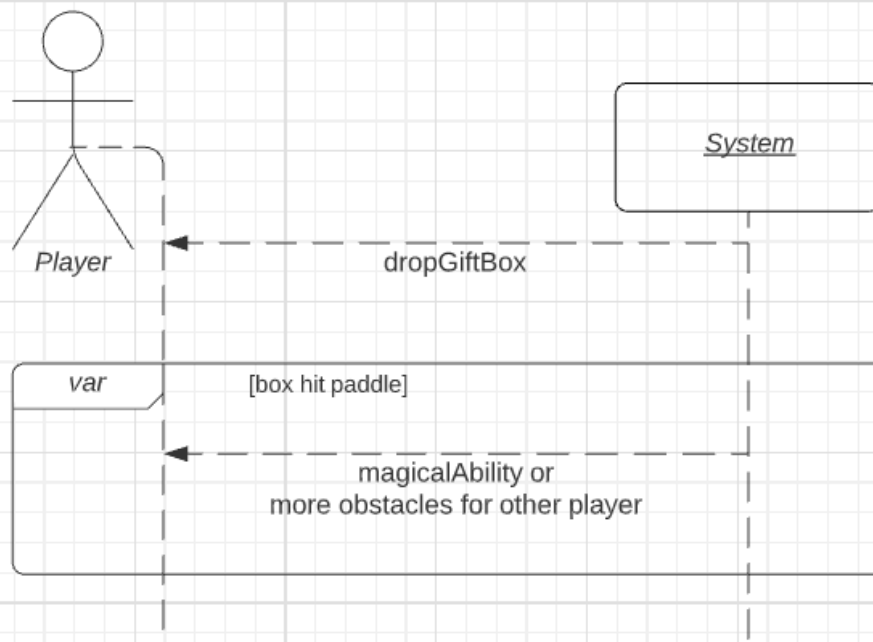 System
Player
dropGiftBox
var
[box hit paddle]
magicalAbility or
more obstacles for other player